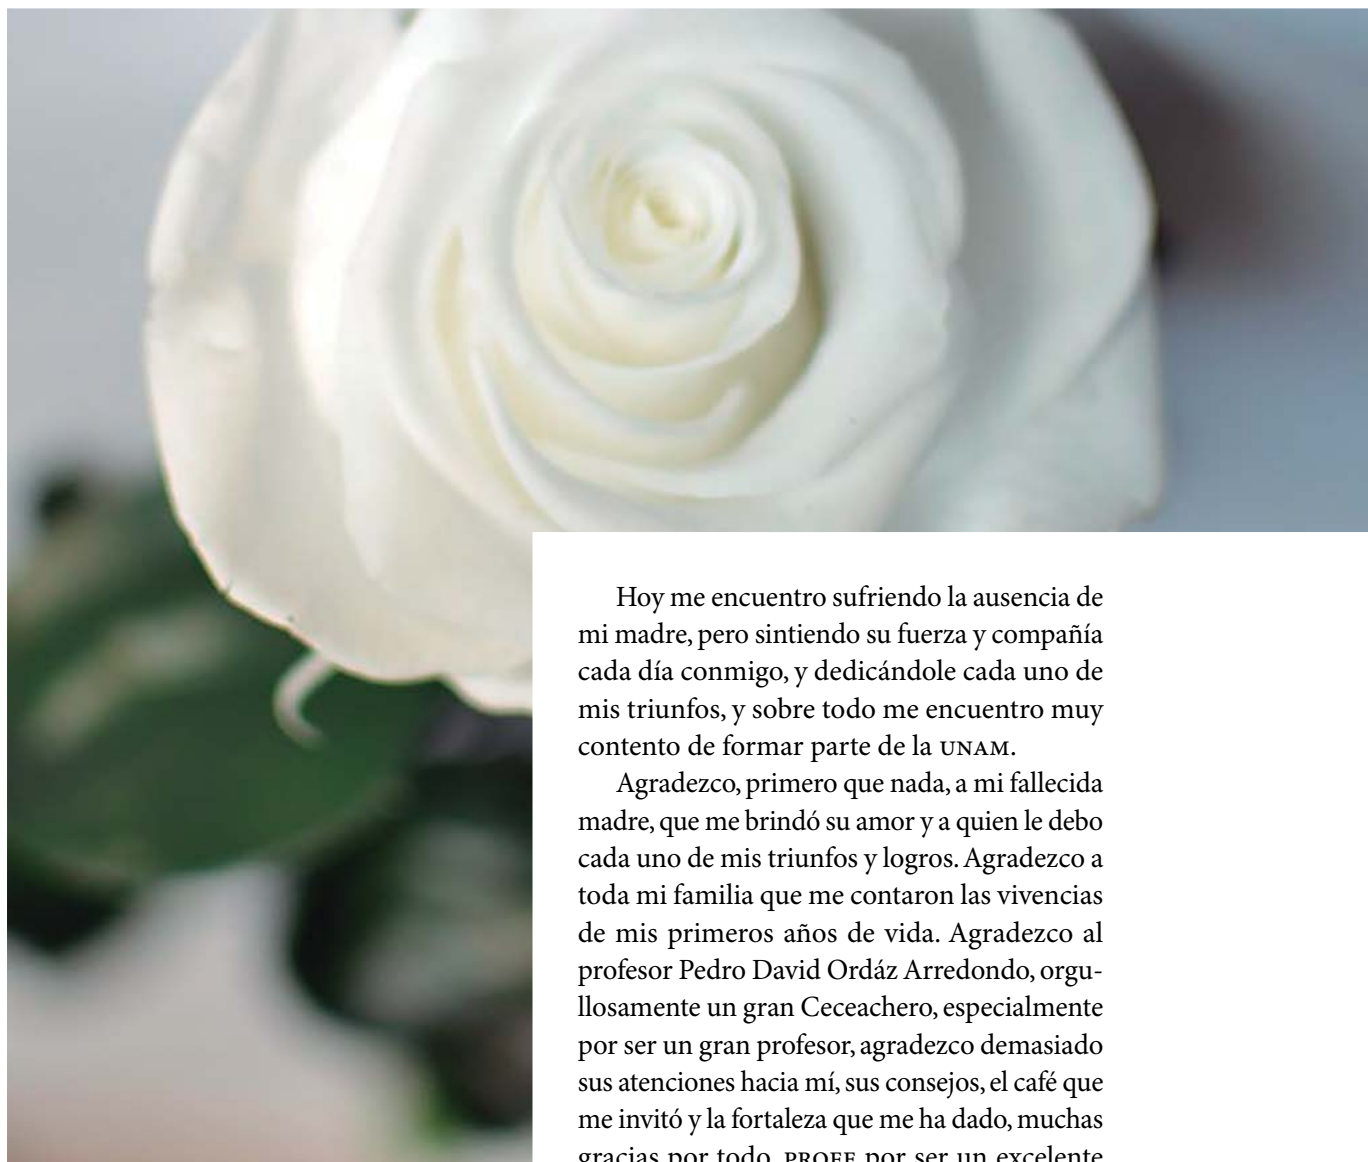 Hoy me encuentro sufriendo la ausencia de
mi madre, pero sintiendo su fuerza y compañía
cada día conmigo, y dedicándole cada uno de
mis triunfos, y sobre todo me encuentro muy
contento de formar parte de la UNAM.
Agradezco, primero que nada, a mi fallecida
madre, que me brindó su amor y a quien le debo
cada uno de mis triunfos y logros. Agradezco a
toda mi familia que me contaron las vivencias
de mis primeros años de vida. Agradezco al
profesor Pedro David Ordáz Arredondo, orgu-
llosamente un gran Ceceachero, especialmente
por ser un gran profesor, agradezco demasiado
sus atenciones hacia mí, sus consejos, el café que
me invitó y la fortaleza que me ha dado, muchas
gracias por todo, PROFE por ser un excelente